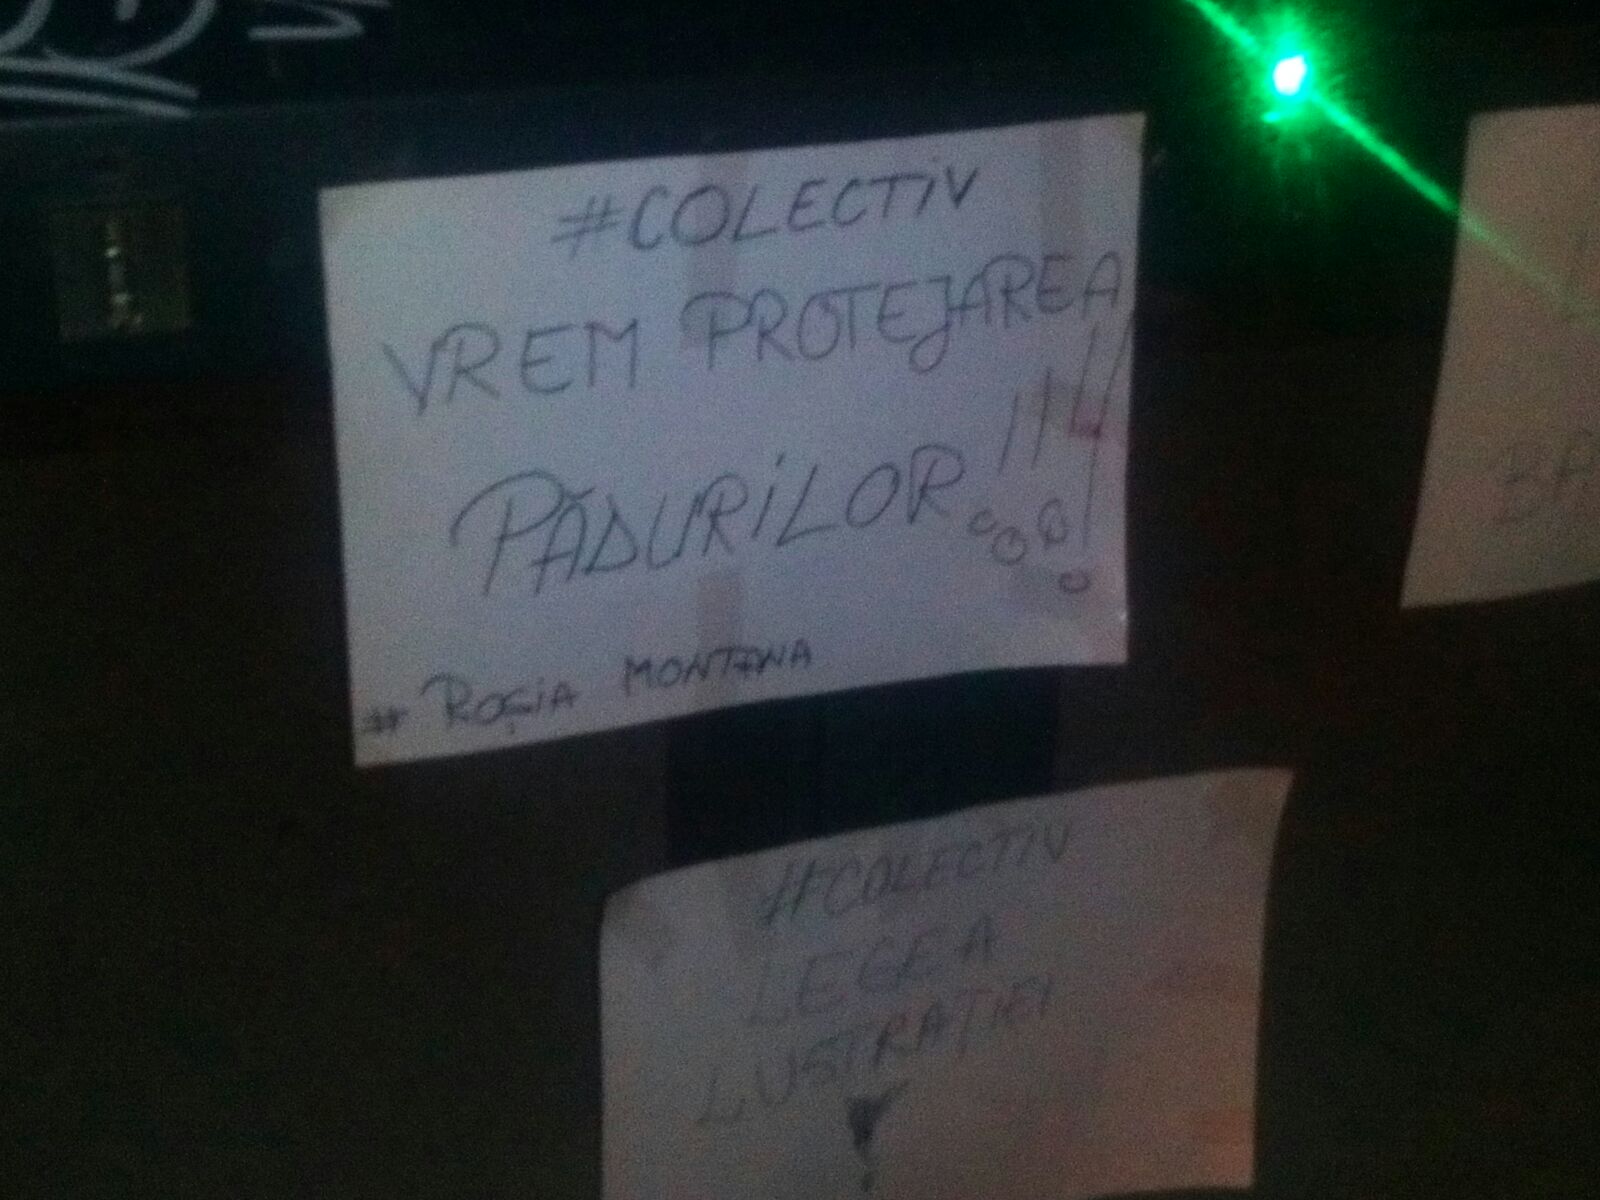 #COLECTiV
VREM PROTEJAREA
PĂDURiLOR!!!!
# ROȘiA MONTANA
#COLECTIV
LEGEA
LUSTRAȚIEI